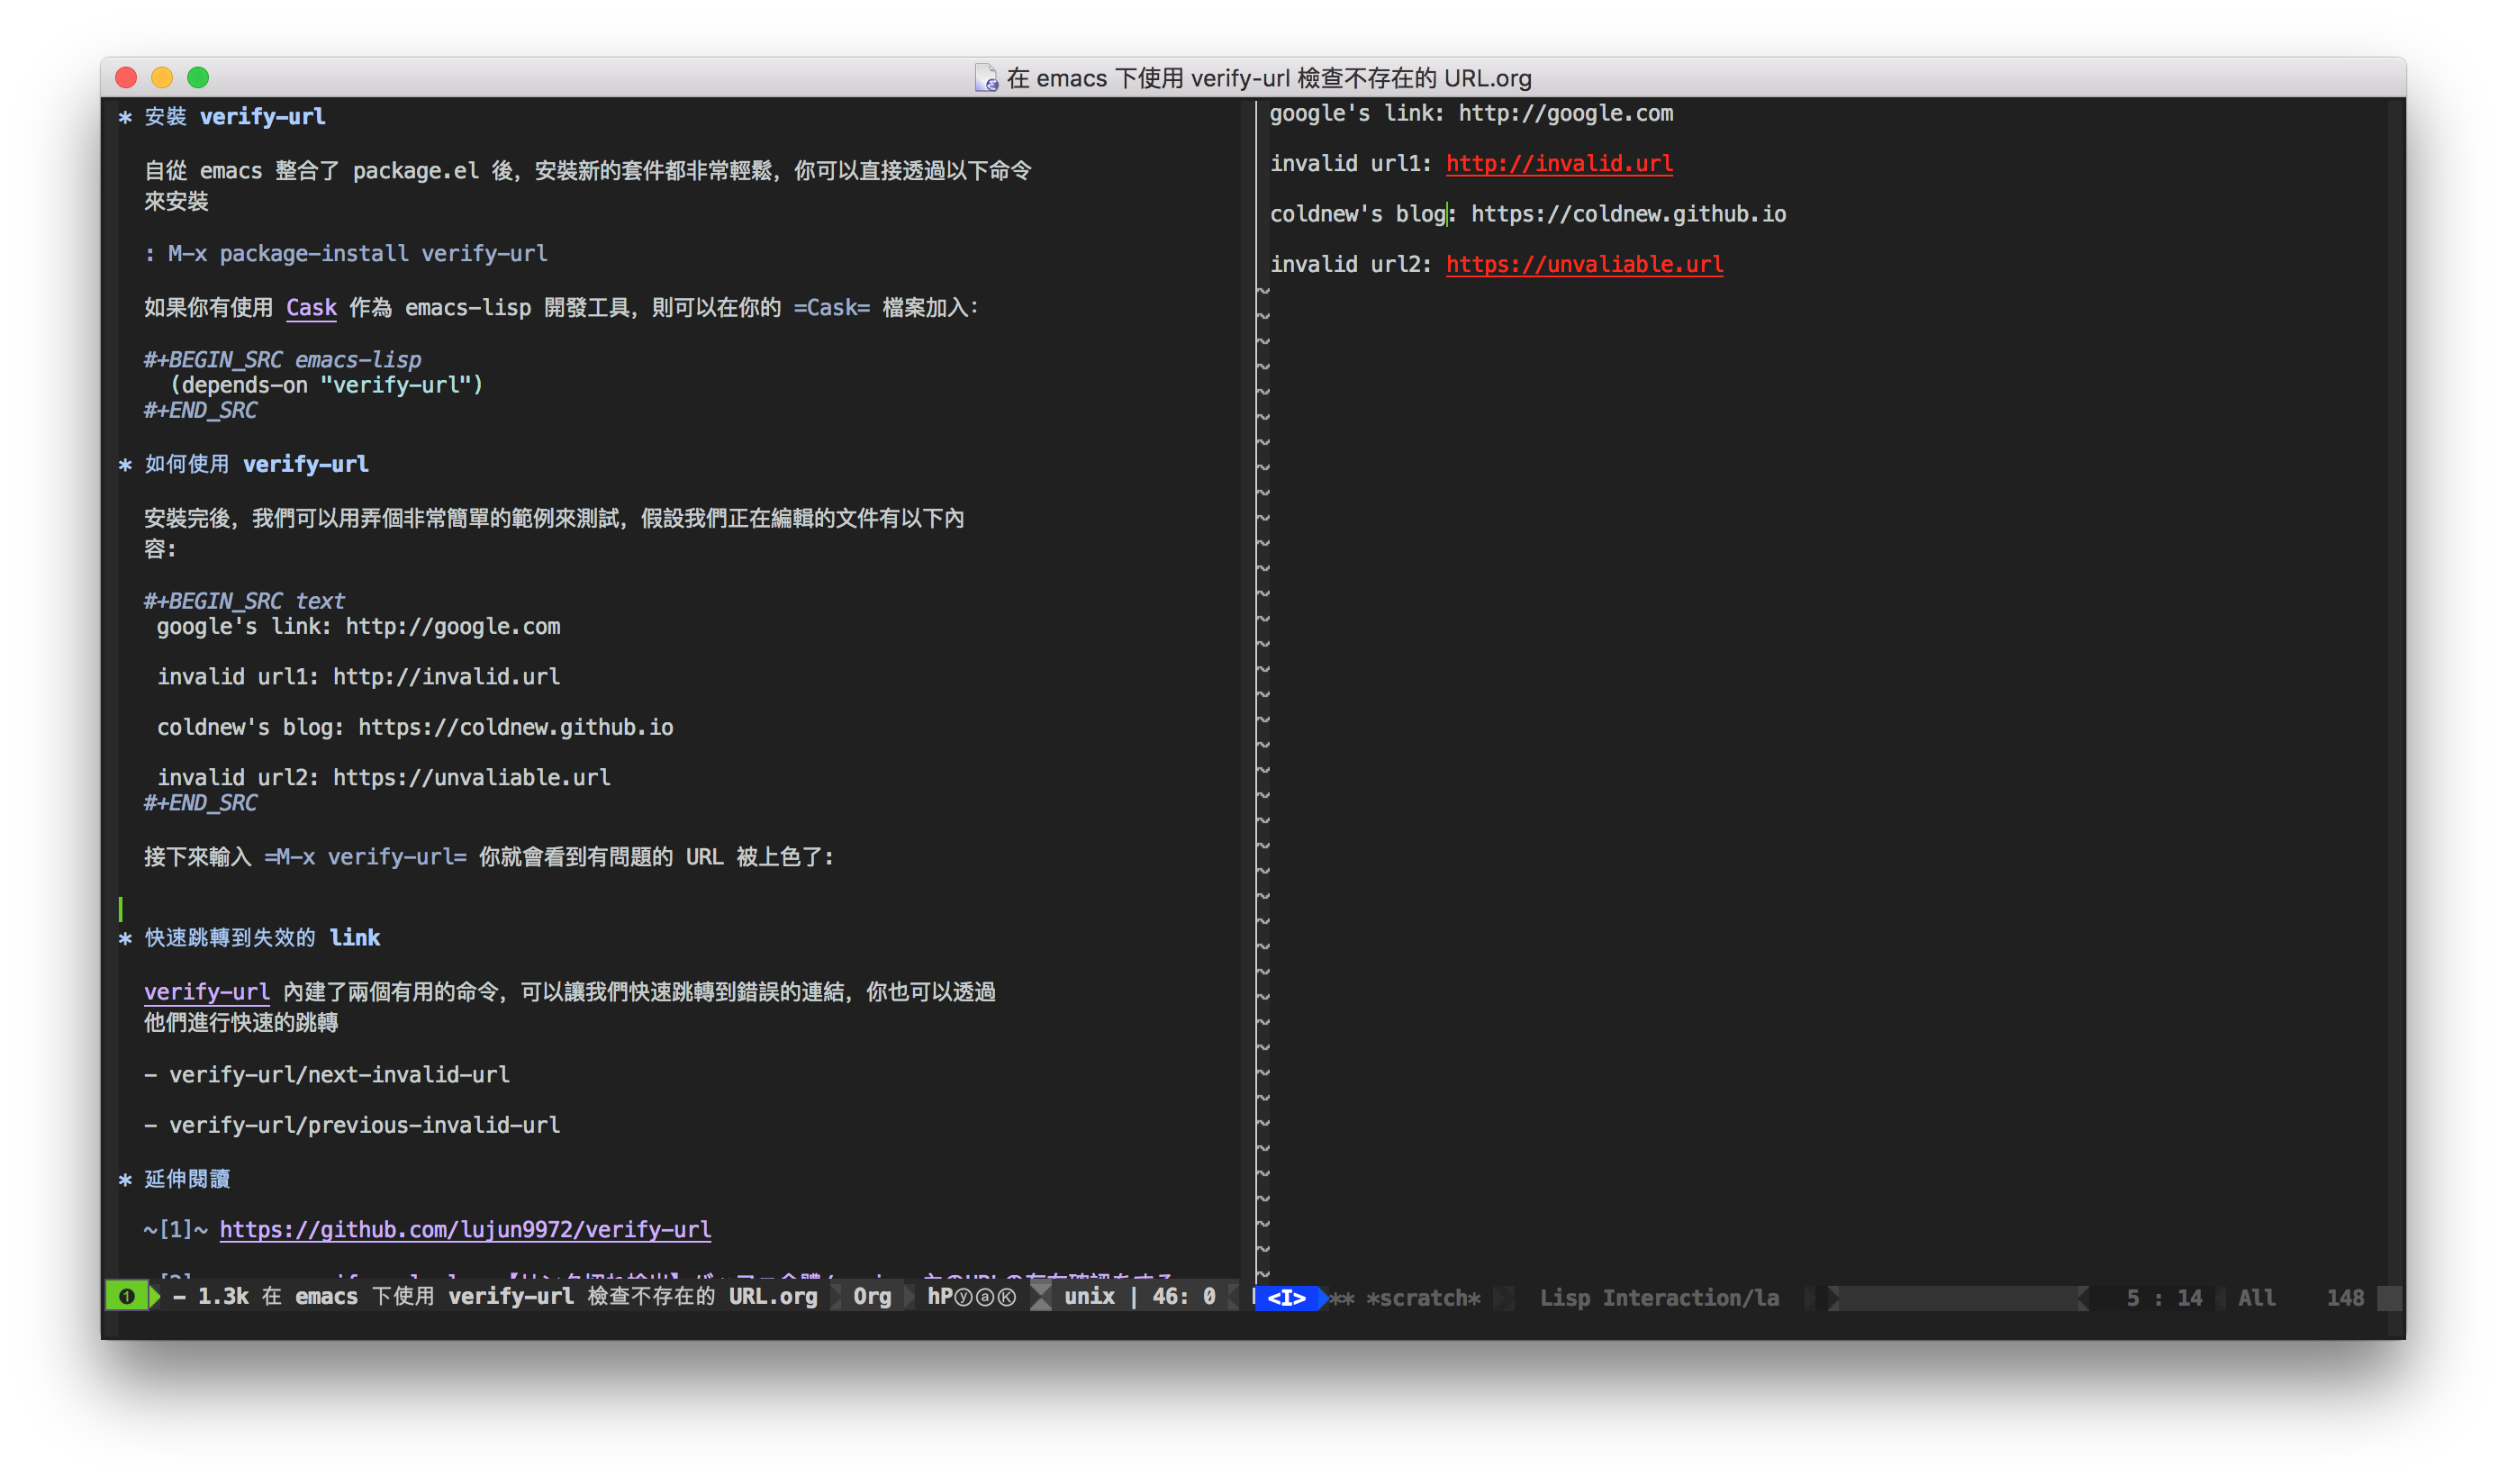 在 emacs 下使用 verify-url 檢查不存在的 URL.org
* 安裝 verify-url
自從 emacs 整合了 package.el 後，安裝新的套件都非常輕鬆，你可以直接透過以下命令
來安裝
: M-x package-install verify-url
如果你有使用 Cask 作為 emacs-lisp 開發工具，則可以在你的 =Cask= 檔案加入：
#+BEGIN_SRC emacs-lisp
(depends-on "verify-url")
#+END_SRC
* 如何使用 verify-url
安裝完後，我們可以用弄個非常簡單的範例來測試，假設我們正在編輯的文件有以下內
容：
#+BEGIN_SRC text
google's link: http://google.com
invalid url1: http://invalid.url
coldnew's blog: https://coldnew.github.io
invalid url2: https://unvaliable.url
#+END_SRC
接下來輸入 =M-x verify-url= 你就會看到有問題的 URL 被上色了：
* 快速跳轉到失效的 link
verify-url 內建了兩個有用的命令，可以讓我們快速跳轉到錯誤的連結，你也可以透過
他們進行快速的跳轉
- verify-url/next-invalid-url
- verify-url/previous-invalid-url
* 延伸閱讀
~[1]~ https://github.com/lujun9972/verify-url
❶ - 1.3k 在 emacs 下使用 verify-url 檢查不存在的 URL.org Org hPⓨⓐⓀ unix | 46: 0
google's link: http://google.com
invalid url1: http://invalid.url
coldnew's blog: https://coldnew.github.io
invalid url2: https://unvaliable.url
<I> ** *scratch* Lisp Interaction/la 5 : 14 All 148